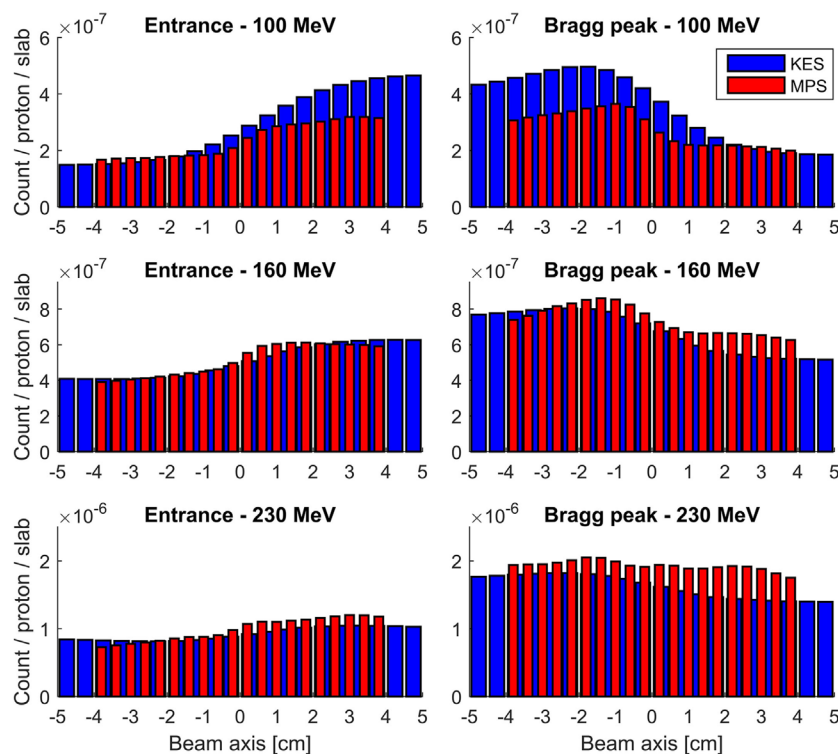 Entrance - 100 MeV
×10-7
Count / proton / slab
6
4
2
0
-5 -4 -3 -2 -1 0 1 2 3 4 5
Bragg peak - 100 MeV
×10-7
6
4
2
0
-5 -4 -3 -2 -1 0 1 2 3 4 5
KES
MPS
Entrance - 160 MeV
×10-7
Count / proton / slab
8
6
4
2
0
-5 -4 -3 -2 -1 0 1 2 3 4 5
Bragg peak - 160 MeV
×10-7
8
6
4
2
0
-5 -4 -3 -2 -1 0 1 2 3 4 5
Entrance - 230 MeV
×10-6
Count / proton / slab
2
1
0
-5 -4 -3 -2 -1 0 1 2 3 4 5
Beam axis [cm]
Bragg peak - 230 MeV
×10-6
2
1
0
-5 -4 -3 -2 -1 0 1 2 3 4 5
Beam axis [cm]